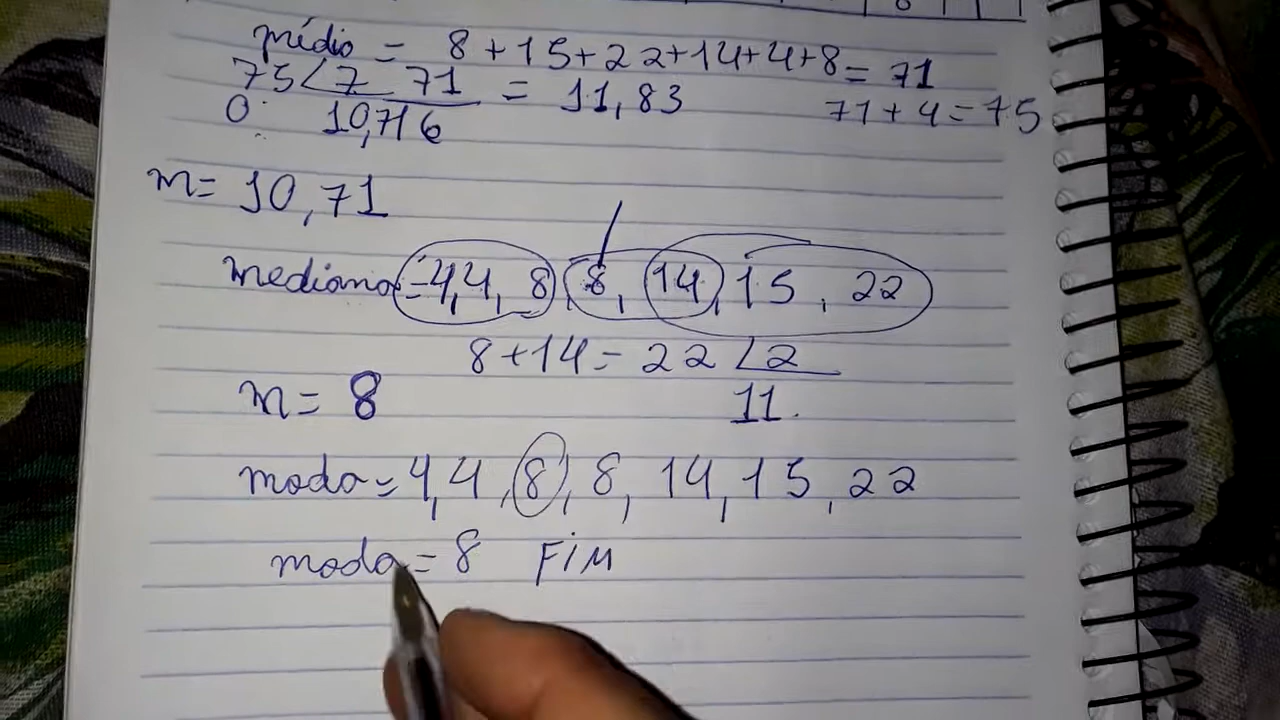 8
médio = 8 + 15 + 22 + 14 + 4 + 8 = 71
75 7 71 = 11,83 71 + 4 = 75
0 10,716
m = 10,71
mediana = 4,4, 8, 8, 14, 15, 22
8 + 14 = 22 2
m = 8 11.
moda = 4,4, 8, 8, 14, 15, 22
moda = 8 FiM